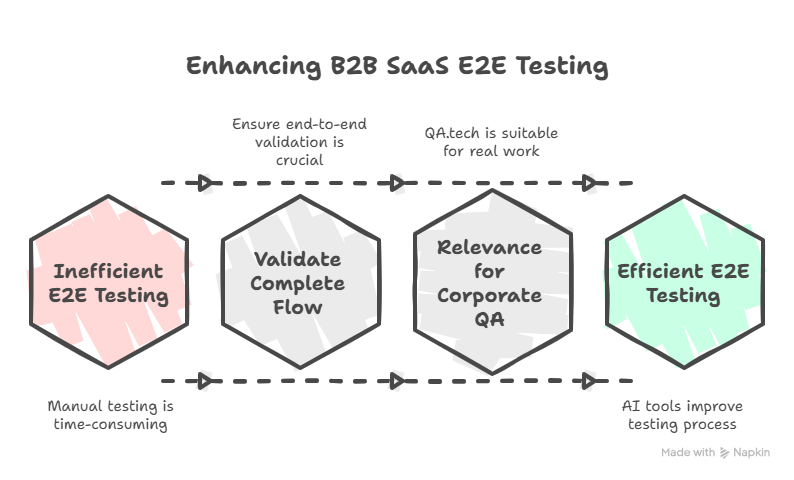 Enhancing B2B SaaS E2E Testing
Ensure end-to-end
validation is
crucial
QA.tech is suitable
for real work
Inefficient
E2E Testing
Validate
Complete
Flow
Relevance
for
Corporate
QA
Efficient E2E
Testing
Manual testing is
time-consuming
AI tools improve
testing process
Made with Napkin